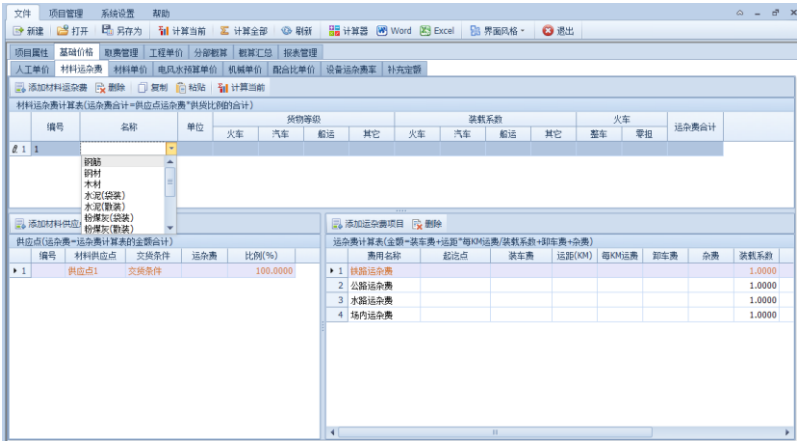 文件 项目管理 系统设置 帮助
新建 打开 另存为 计算当前 计算全部 刷新 计算器 Word Excel 界面风格 退出
项目属性 基础价格 取费管理 工程单价 分部概算 概算汇总 报表管理
人工单价 材料运杂费 材料单价 电风水预算单价 机械单价 配合比单价 设备运杂费率 补充定额
添加材料运杂费 删除 复制 粘贴 计算当前
材料运杂费计算表(运杂费合计=供应点运杂费*供货比例的合计)
编号 名称 单位 货物等级 装载系数 火车 运杂费合计
火车 汽车 船运 其它 火车 汽车 船运 其它 整车 零担
1 1
钢筋
钢材
木材
水泥(袋装)
水泥(散装)
粉煤灰(袋装)
粉煤灰(散装)
添加材料供应 添加运杂费项目 删除
供应点(运杂费=运杂费计算表的金额合计) 运杂费计算表(金额=装车费+运距*每KM运费/装载系数+卸车费+杂费)
编号 材料供应点 交货条件 运杂费 比例(%) 费用名称 起迄点 装车费 运距(KM) 每KM运费 卸车费 杂费 装载系数
1 供应点1 交货条件 100.0000 1 铁路运杂费 1.0000
2 公路运杂费 1.0000
3 水路运杂费 1.0000
4 场内运杂费 1.0000